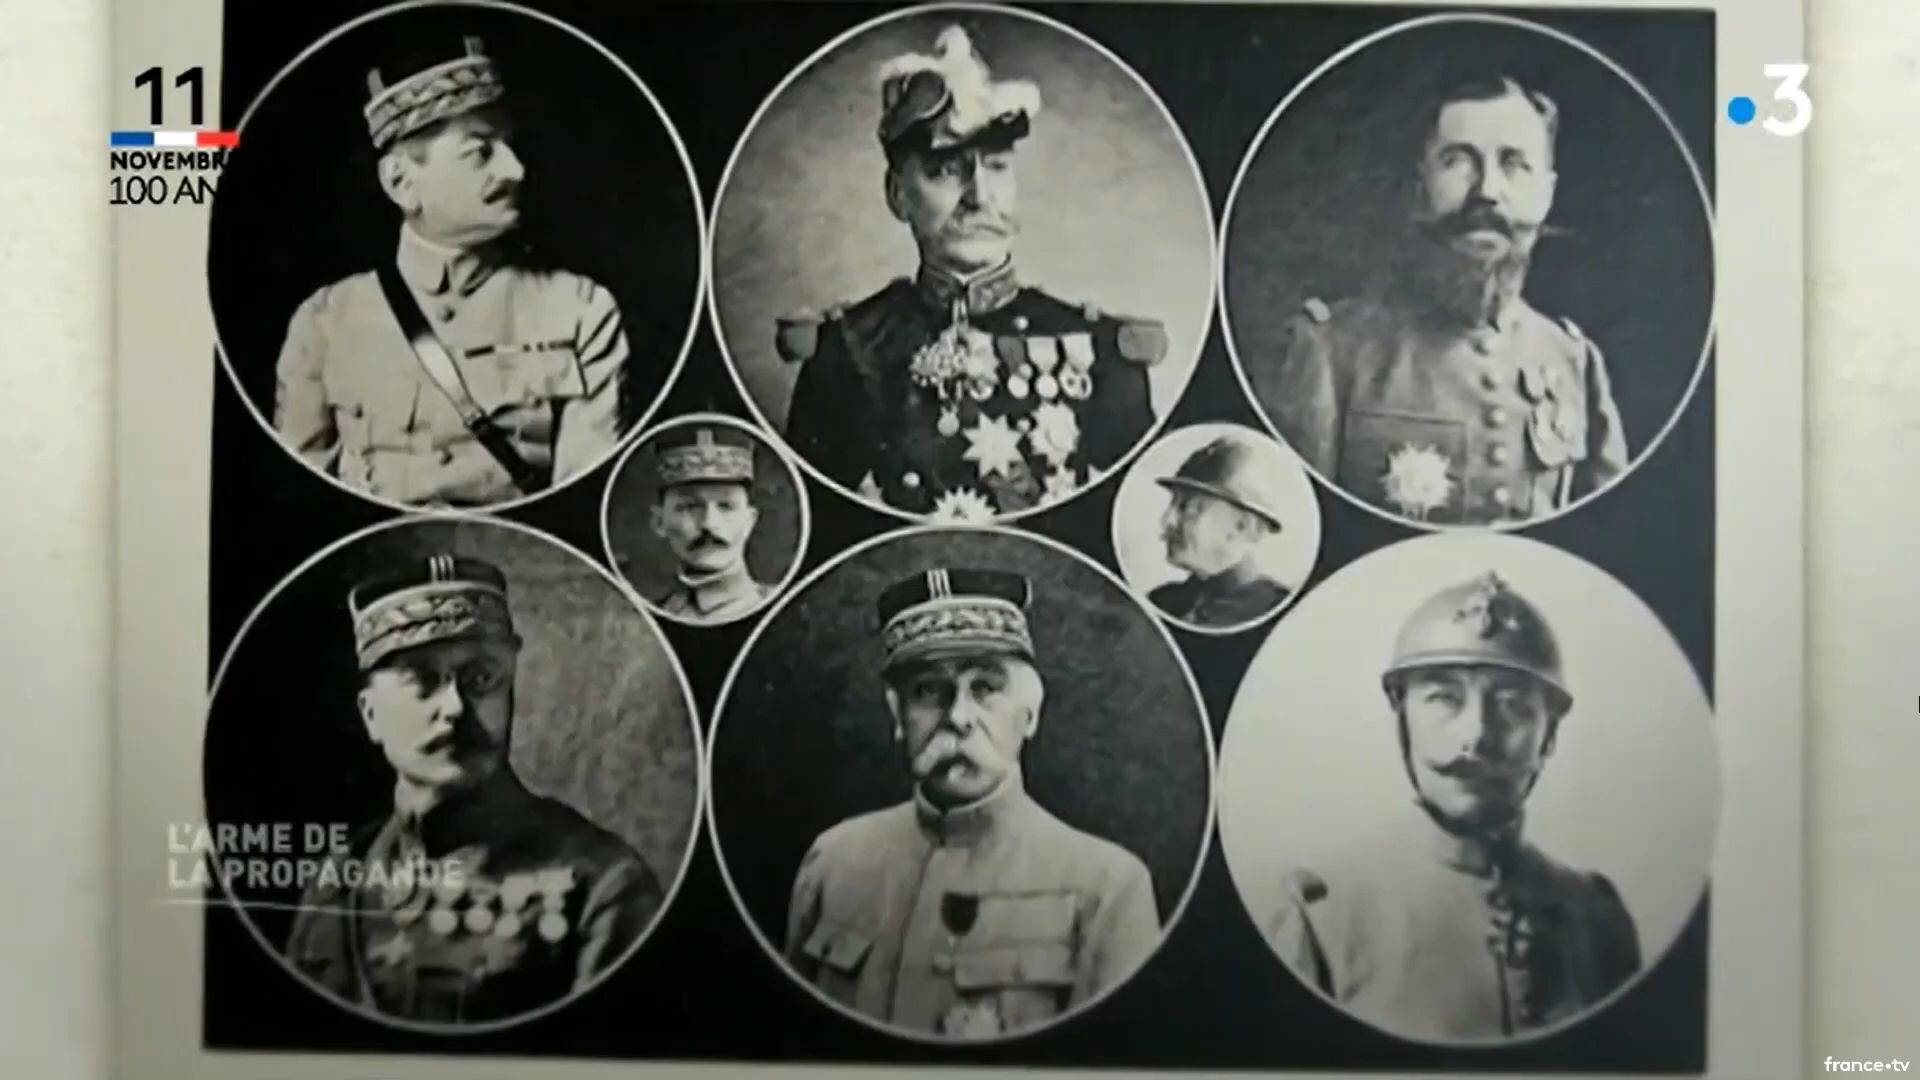 11
NOVEMBR
100 AN
3
L'ARME DE
LA PROPAGANDE
france•tv